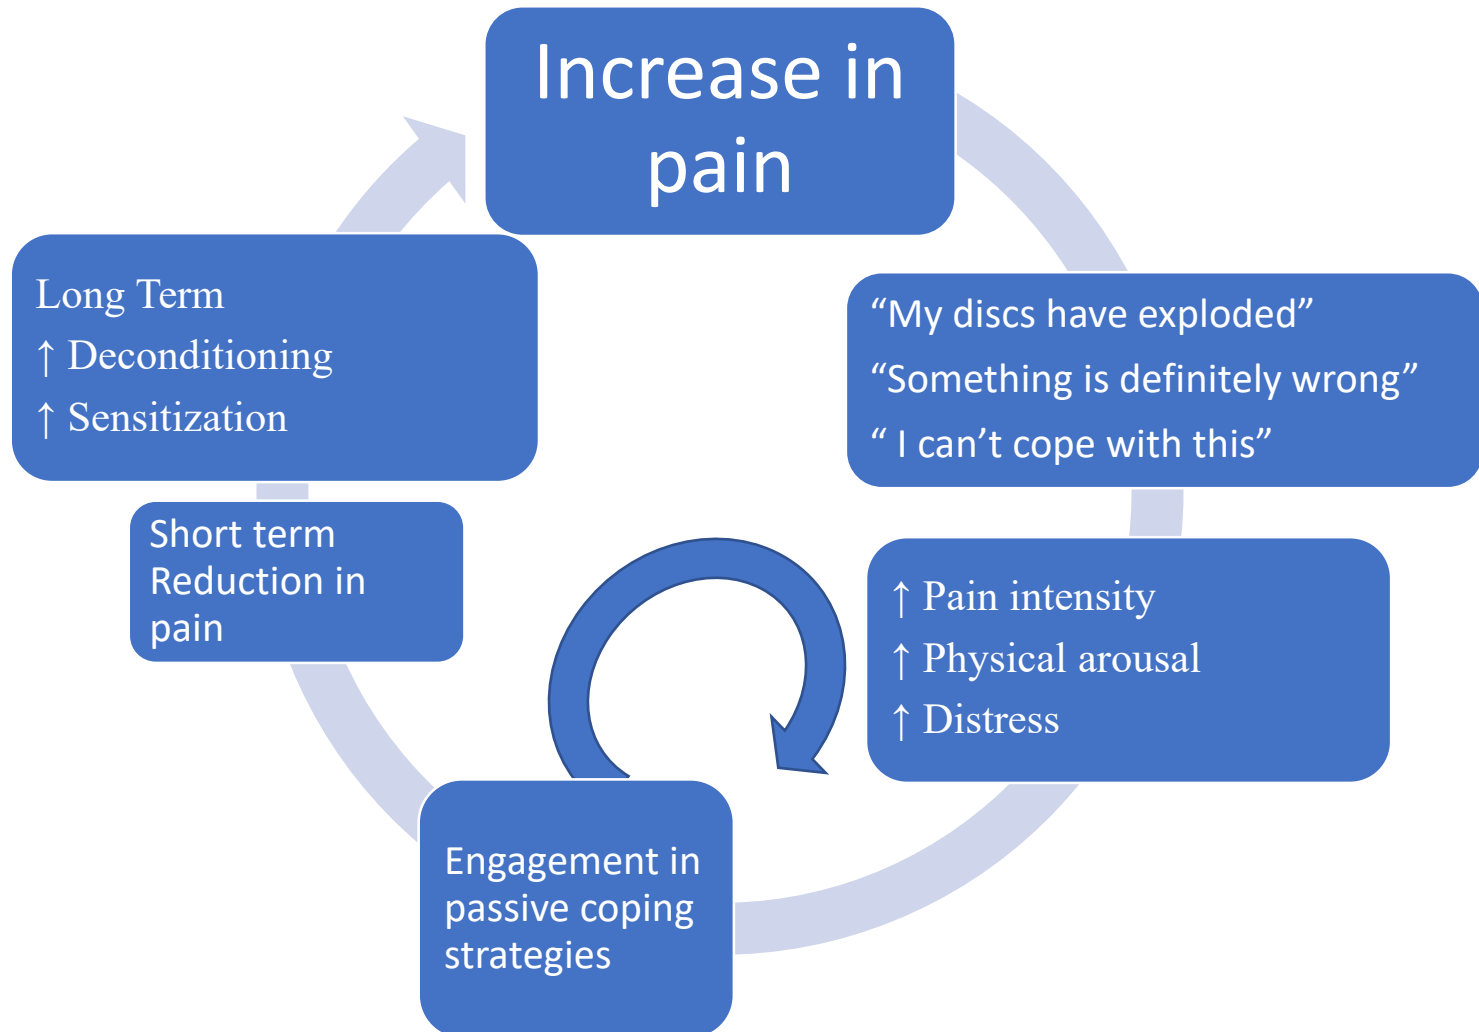 Increase in
pain
“My discs have exploded”
“Something is definitely wrong”
“ I can’t cope with this”
↑ Pain intensity
↑ Physical arousal
↑ Distress
Engagement in
passive coping
strategies
Short term
Reduction in
pain
Long Term
↑ Deconditioning
↑ Sensitization